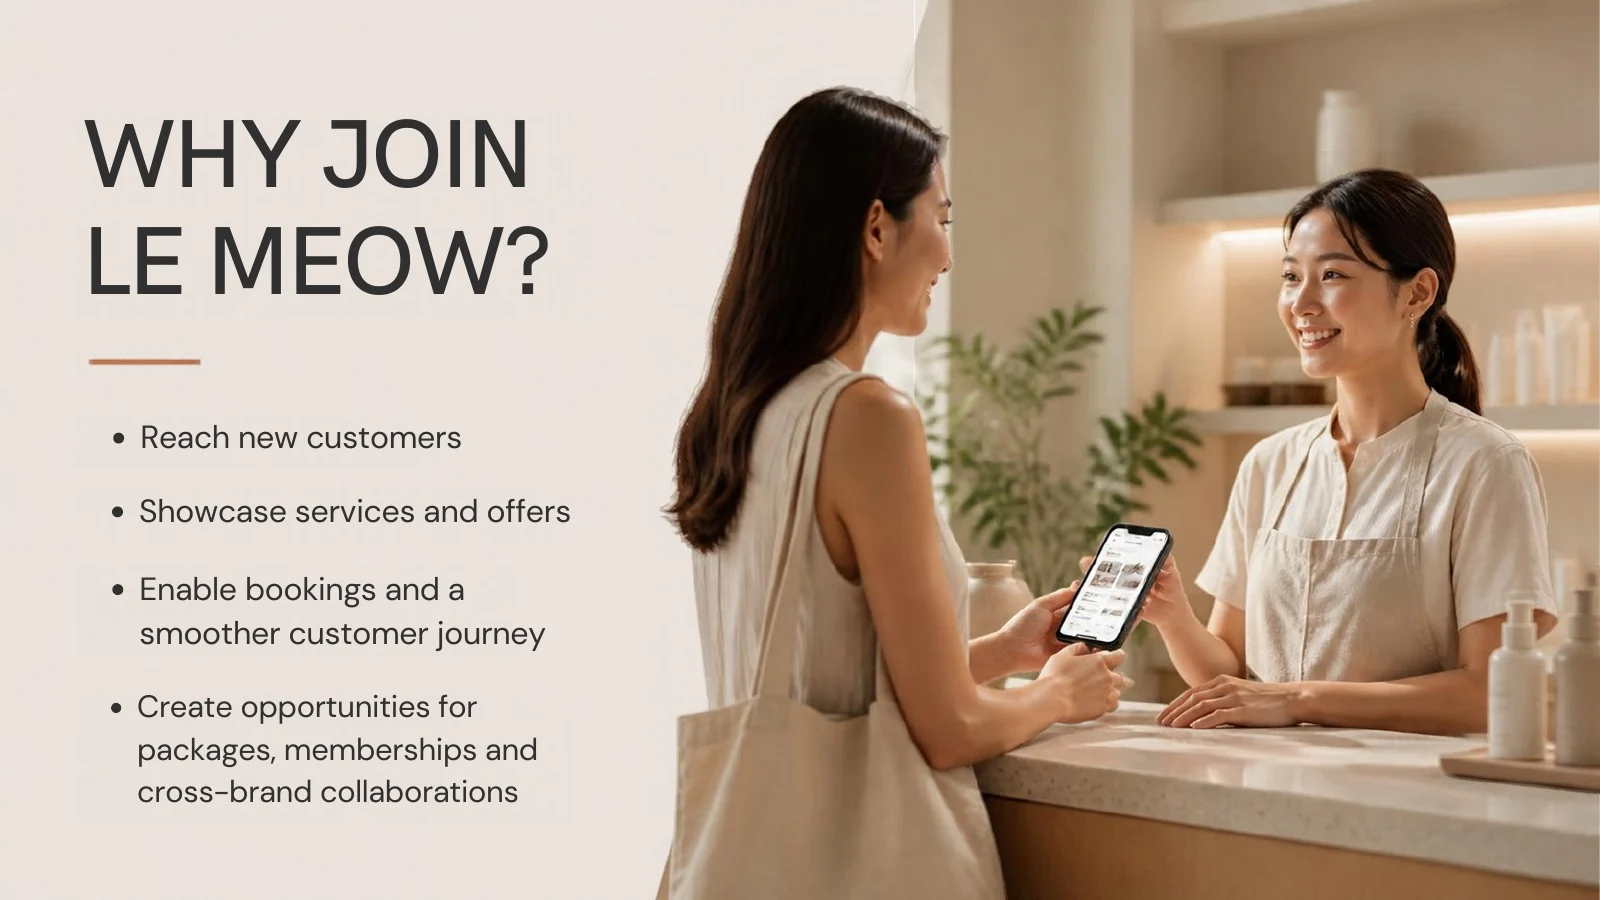 WHY JOIN
LE MEOW?
• Reach new customers
• Showcase services and offers
• Enable bookings and a
smoother customer journey
• Create opportunities for
packages, memberships and
cross-brand collaborations